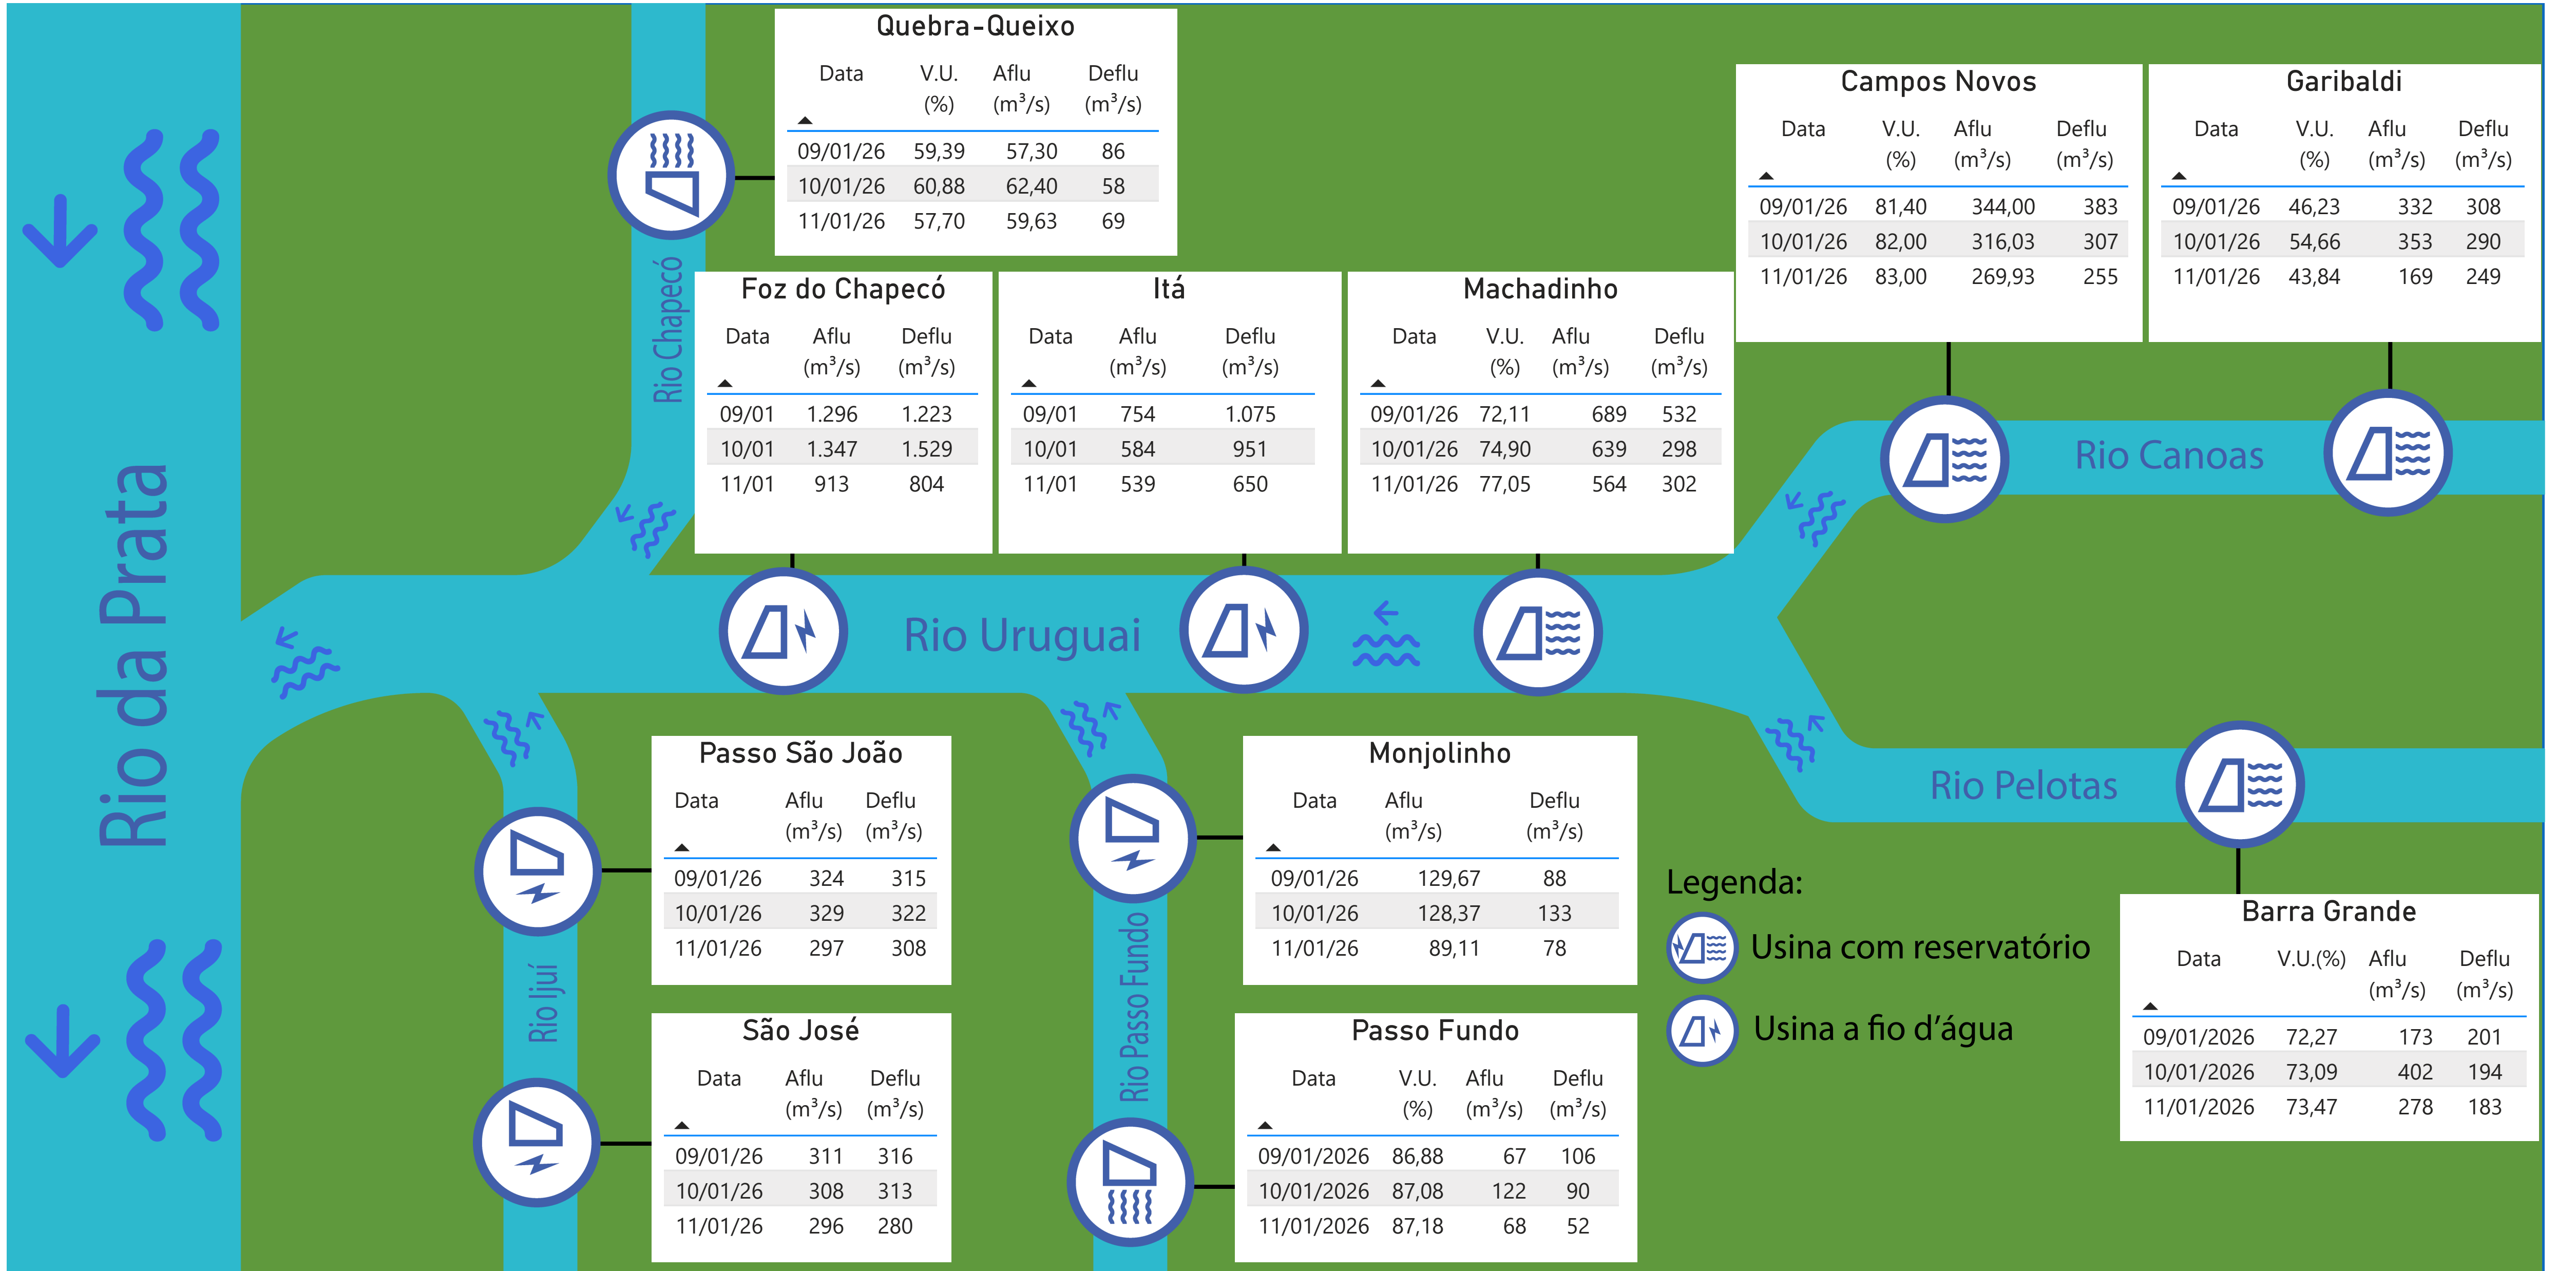 Quebra-Queixo
Data V.U. (%) Aflu (m³/s) Deflu (m³/s)
09/01/26 59,39 57,30 86
10/01/26 60,88 62,40 58
11/01/26 57,70 59,63 69
Campos Novos
Data V.U. (%) Aflu (m³/s) Deflu (m³/s)
09/01/26 81,40 344,00 383
10/01/26 82,00 316,03 307
11/01/26 83,00 269,93 255
Garibaldi
Data V.U. (%) Aflu (m³/s) Deflu (m³/s)
09/01/26 46,23 332 308
10/01/26 54,66 353 290
11/01/26 43,84 169 249
Foz do Chapecó
Data Aflu (m³/s) Deflu (m³/s)
09/01 1.296 1.223
10/01 1.347 1.529
11/01 913 804
Itá
Data Aflu (m³/s) Deflu (m³/s)
09/01 754 1.075
10/01 584 951
11/01 539 650
Machadinho
Data V.U. (%) Aflu (m³/s) Deflu (m³/s)
09/01/26 72,11 689 532
10/01/26 74,90 639 298
11/01/26 77,05 564 302
Rio Chapecó
Rio Canoas
Rio da Prata
Rio Uruguai
Rio Pelotas
Passo São João
Data Aflu (m³/s) Deflu (m³/s)
09/01/26 324 315
10/01/26 329 322
11/01/26 297 308
Monjolinho
Data Aflu (m³/s) Deflu (m³/s)
09/01/26 129,67 88
10/01/26 128,37 133
11/01/26 89,11 78
Rio Ijuí
Rio Passo Fundo
Legenda:
Usina com reservatório
Usina a fio d’água
Barra Grande
Data V.U.(%) Aflu (m³/s) Deflu (m³/s)
09/01/2026 72,27 173 201
10/01/2026 73,09 402 194
11/01/2026 73,47 278 183
São José
Data Aflu (m³/s) Deflu (m³/s)
09/01/26 311 316
10/01/26 308 313
11/01/26 296 280
Passo Fundo
Data V.U. (%) Aflu (m³/s) Deflu (m³/s)
09/01/2026 86,88 67 106
10/01/2026 87,08 122 90
11/01/2026 87,18 68 52